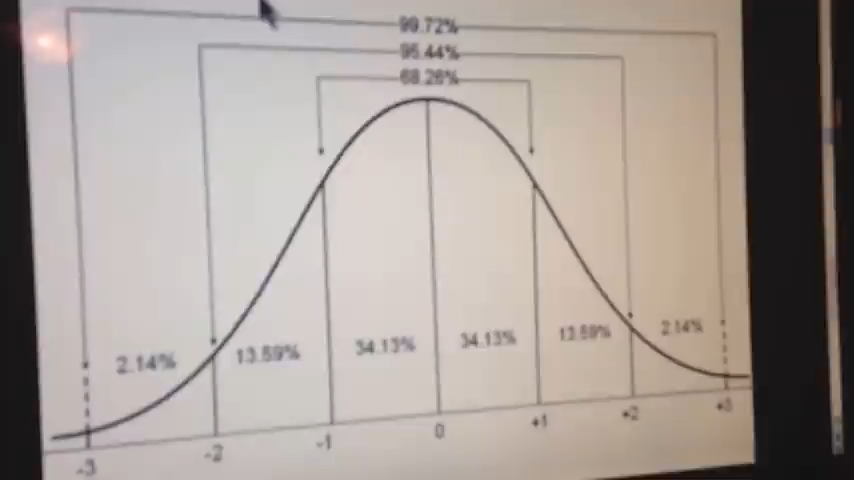 99.72%
95.44%
68.26%
2.14% 13.59% 34.13% 34.13% 13.59% 2.14%
-3 -2 -1 0 +1 +2 +3